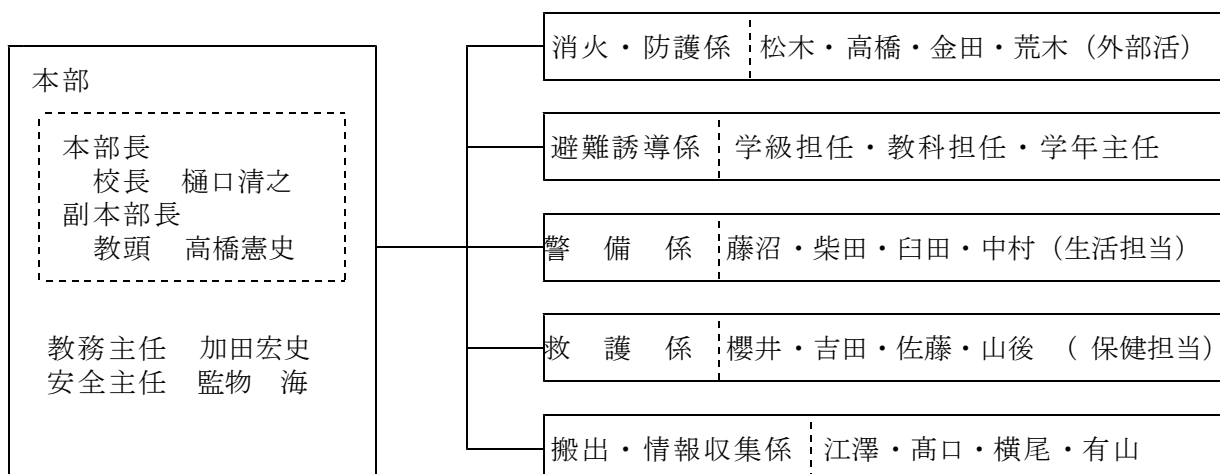 本部
本部長
校長 樋口清之
副本部長
教頭 高橋憲史
教務主任 加田宏史
安全主任 監物 海
消火・防護係 松木・高橋・金田・荒木（外部活）
避難誘導係 学級担任・教科担任・学年主任
警備係 藤沼・柴田・臼田・中村（生活担当）
救護係 櫻井・吉田・佐藤・山後 （ 保健担当）
搬出・情報収集係 江澤・髙口・横尾・有山